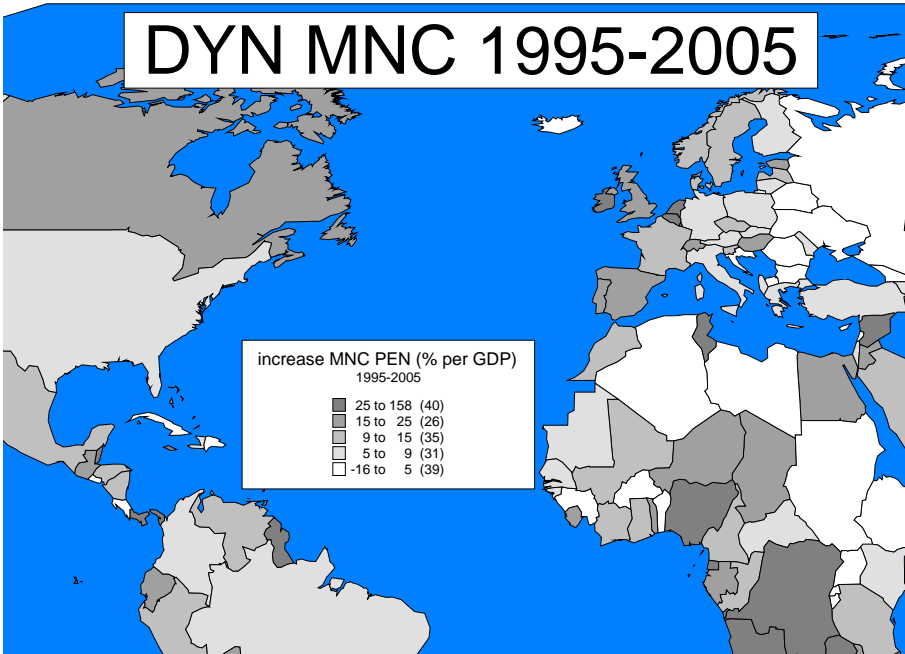 DYN MNC 1995-2005
increase MNC PEN (% per GDP)
1995-2005
25 to 158 (40)
15 to 25 (26)
9 to 15 (35)
5 to 9 (31)
-16 to 5 (39)